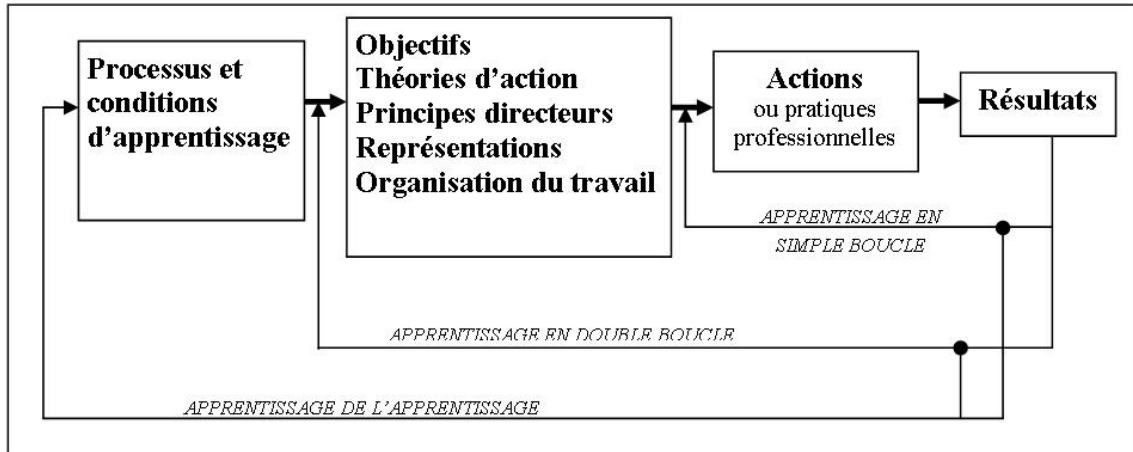 Processus et
conditions
d'apprentissage
Objectifs
Théories d'action
Principes directeurs
Représentations
Organisation du travail
Actions
ou pratiques
professionnelles
Résultats
APPRENTISSAGE EN
SIMPLE BOUCLE
APPRENTISSAGE EN DOUBLE BOUCLE
APPRENTISSAGE DE L'APPRENTISSAGE